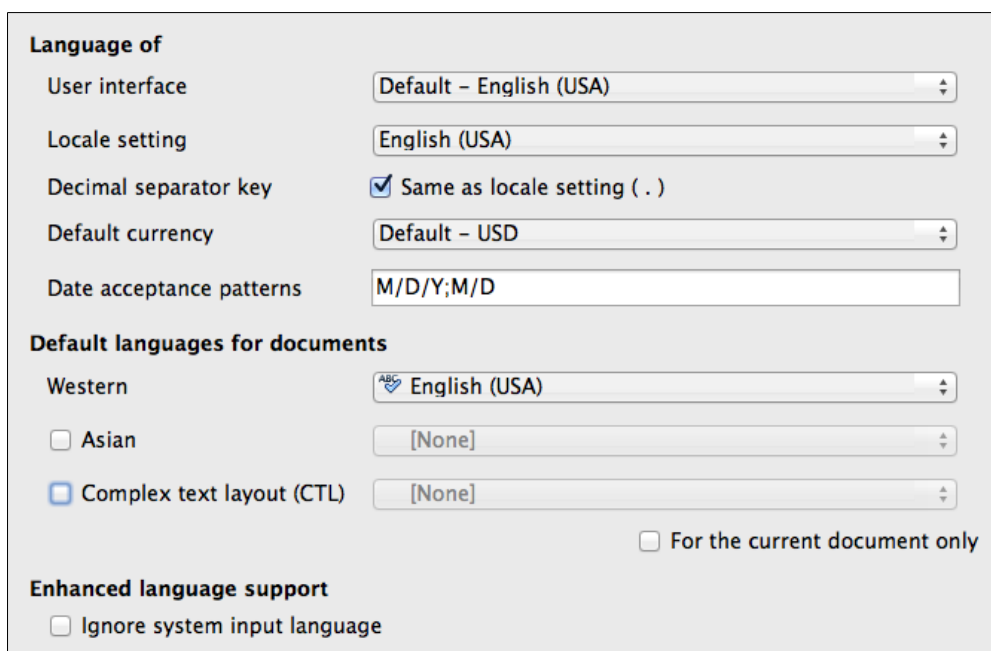 Language of
User interface Default – English (USA)
Locale setting English (USA)
Decimal separator key Same as locale setting ( . )
Default currency Default – USD
Date acceptance patterns M/D/Y;M/D
Default languages for documents
Western ABC English (USA)
Asian [None]
Complex text layout (CTL) [None]
For the current document only
Enhanced language support
Ignore system input language